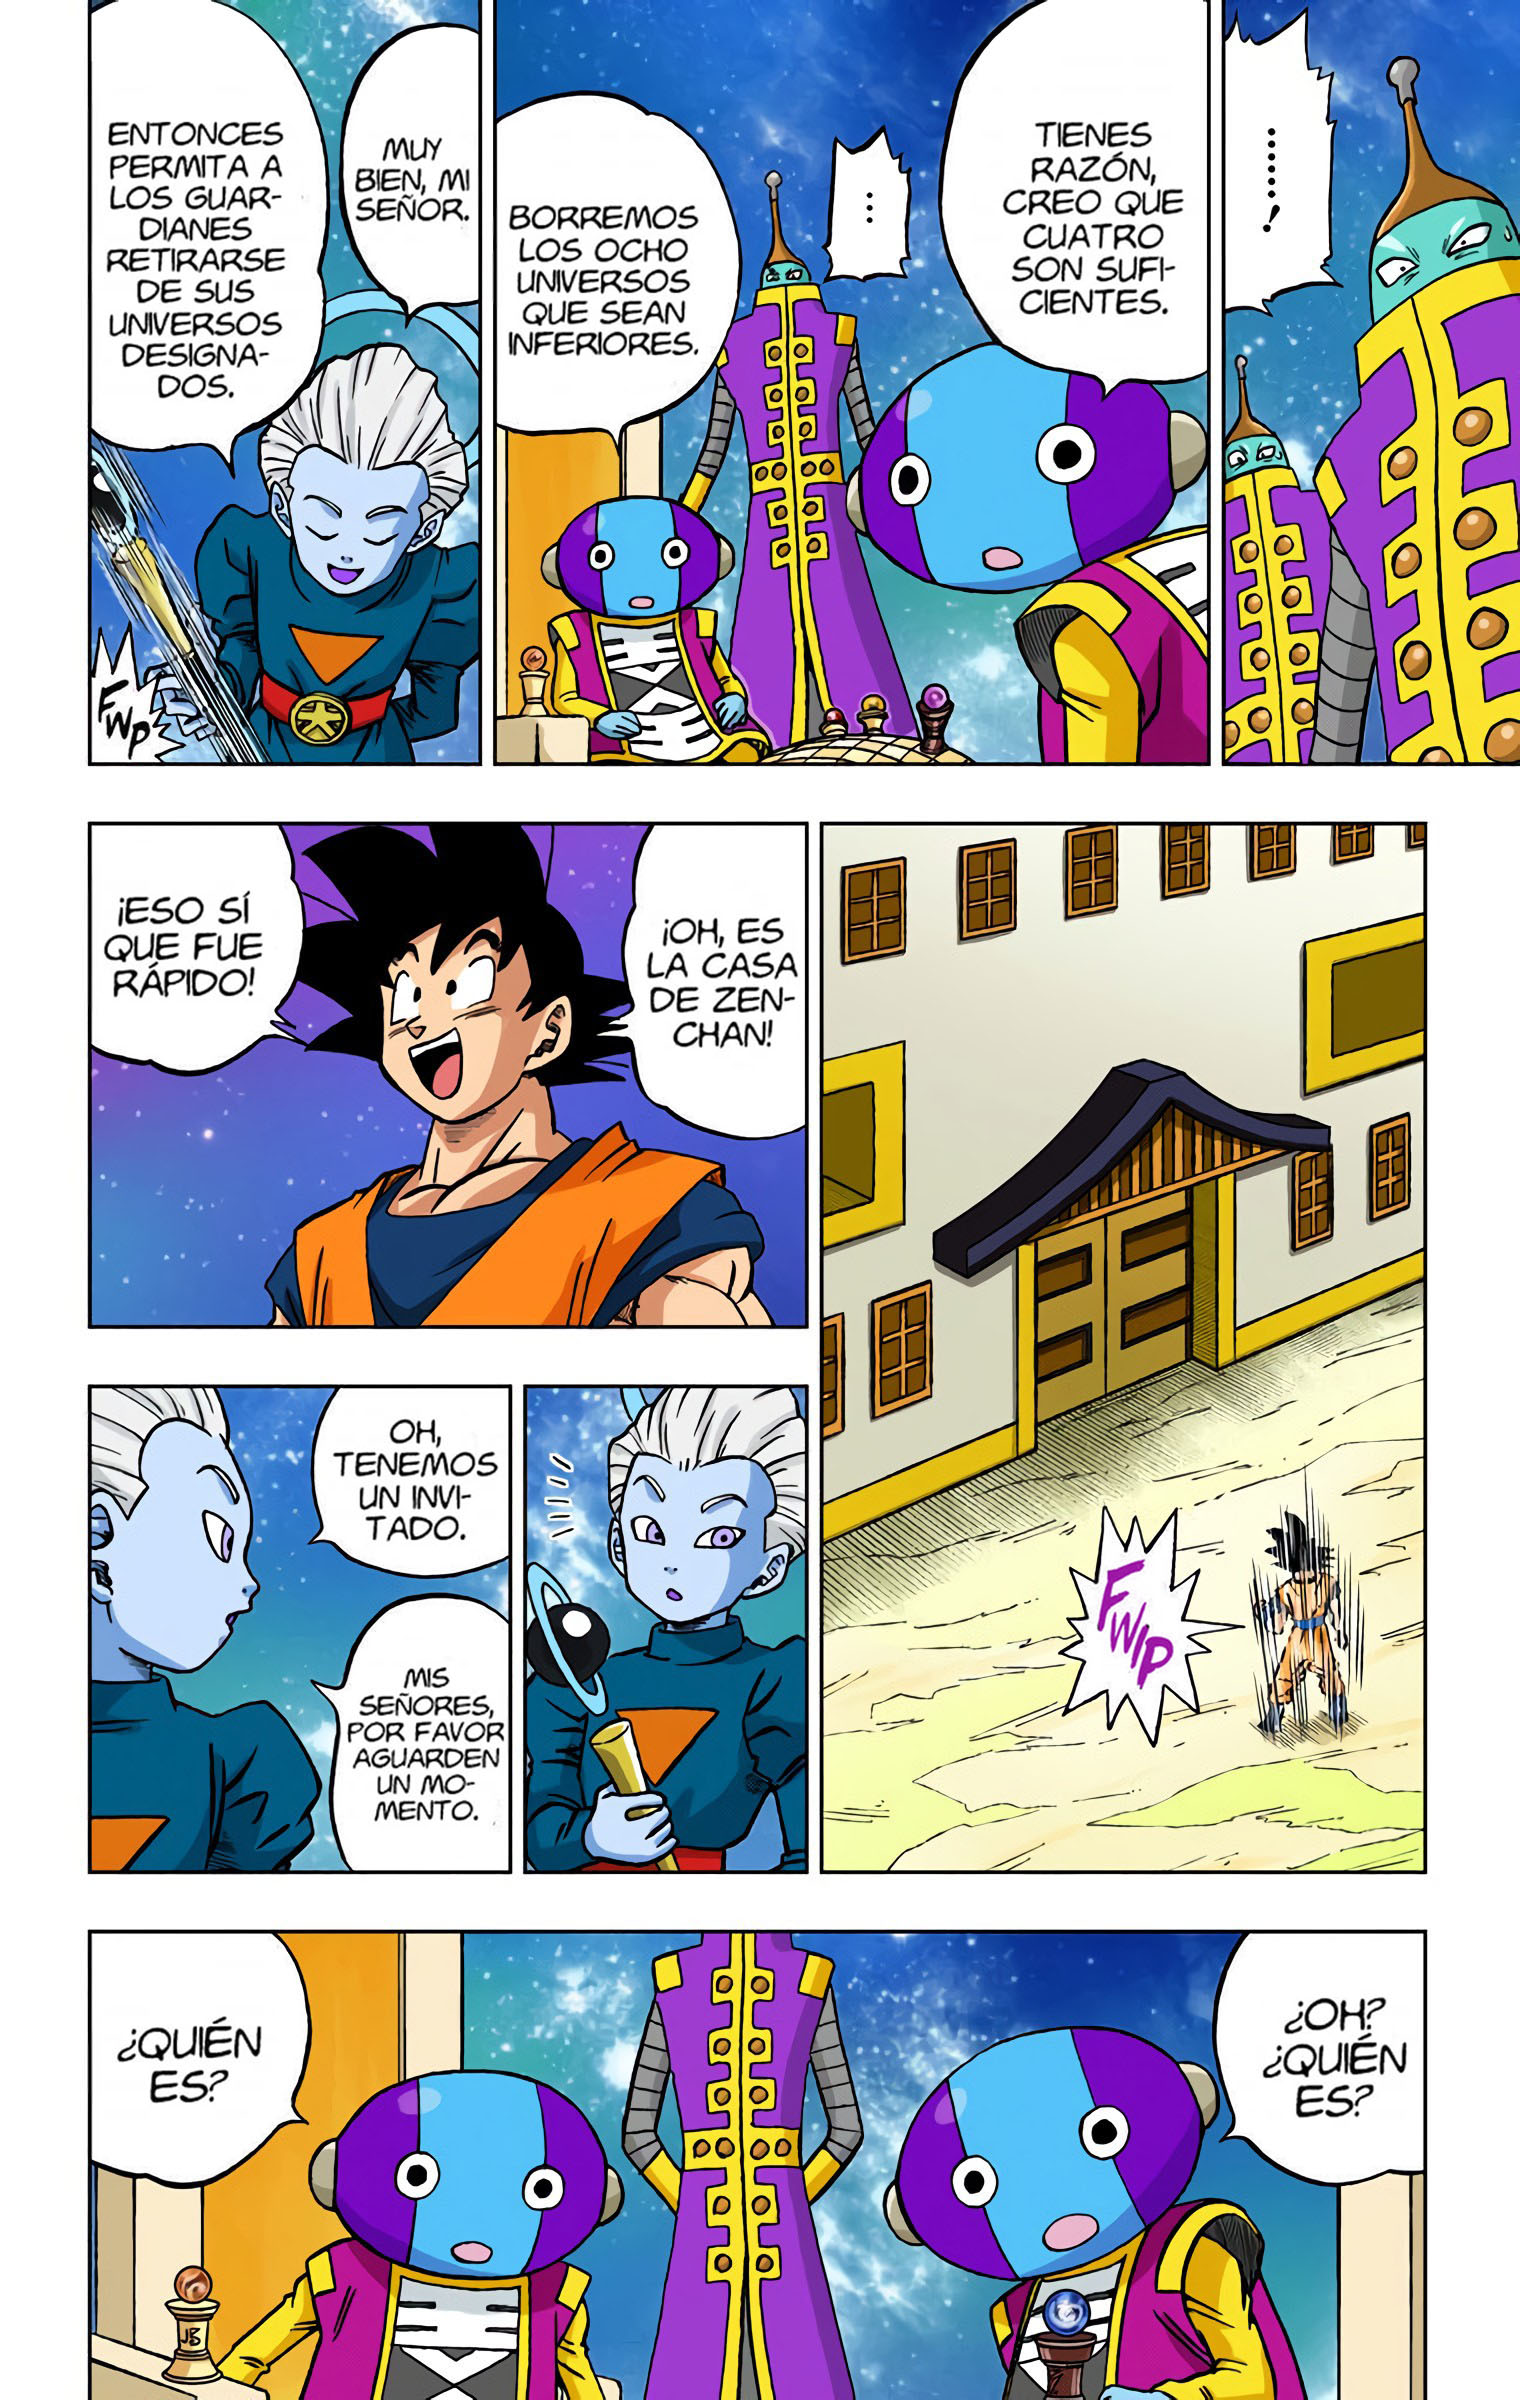 ......!
TIENES
RAZÓN,
CREO QUE
CUATRO
SON SUFI-
CIENTES.
...
BORREMOS
LOS OCHO
UNIVERSOS
QUE SEAN
INFERIORES.
MUY
BIEN, MI
SEÑOR.
ENTONCES
PERMITA A
LOS GUAR-
DIANES
RETIRARSE
DE SUS
UNIVERSOS
DESIGNA-
DOS.
FWP
FWIP
¡OH, ES
LA CASA
DE ZEN-
CHAN!
¡ESO SÍ
QUE FUE
RÁPIDO!
OH,
TENEMOS
UN INVI-
TADO.
MIS
SEÑORES,
POR FAVOR
AGUARDEN
UN MO-
MENTO.
¿OH?
¿QUIÉN
ES?
¿QUIÉN
ES?
JB